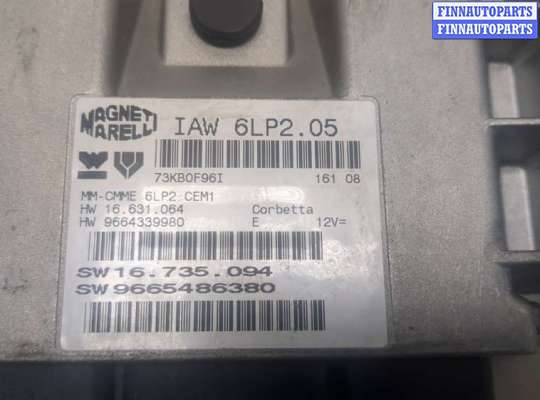 FINNAUTOPARTS
FINNAUTOPARTS
MAGNETI
MARELLI
IAW 6LP2.05
73KB0F96I 161 08
MM-CMME 6LP2 CEM1
HW 16.631.064 Corbetta
HW 9664339980 E 12V=
SW16.735.094
SW9665486380